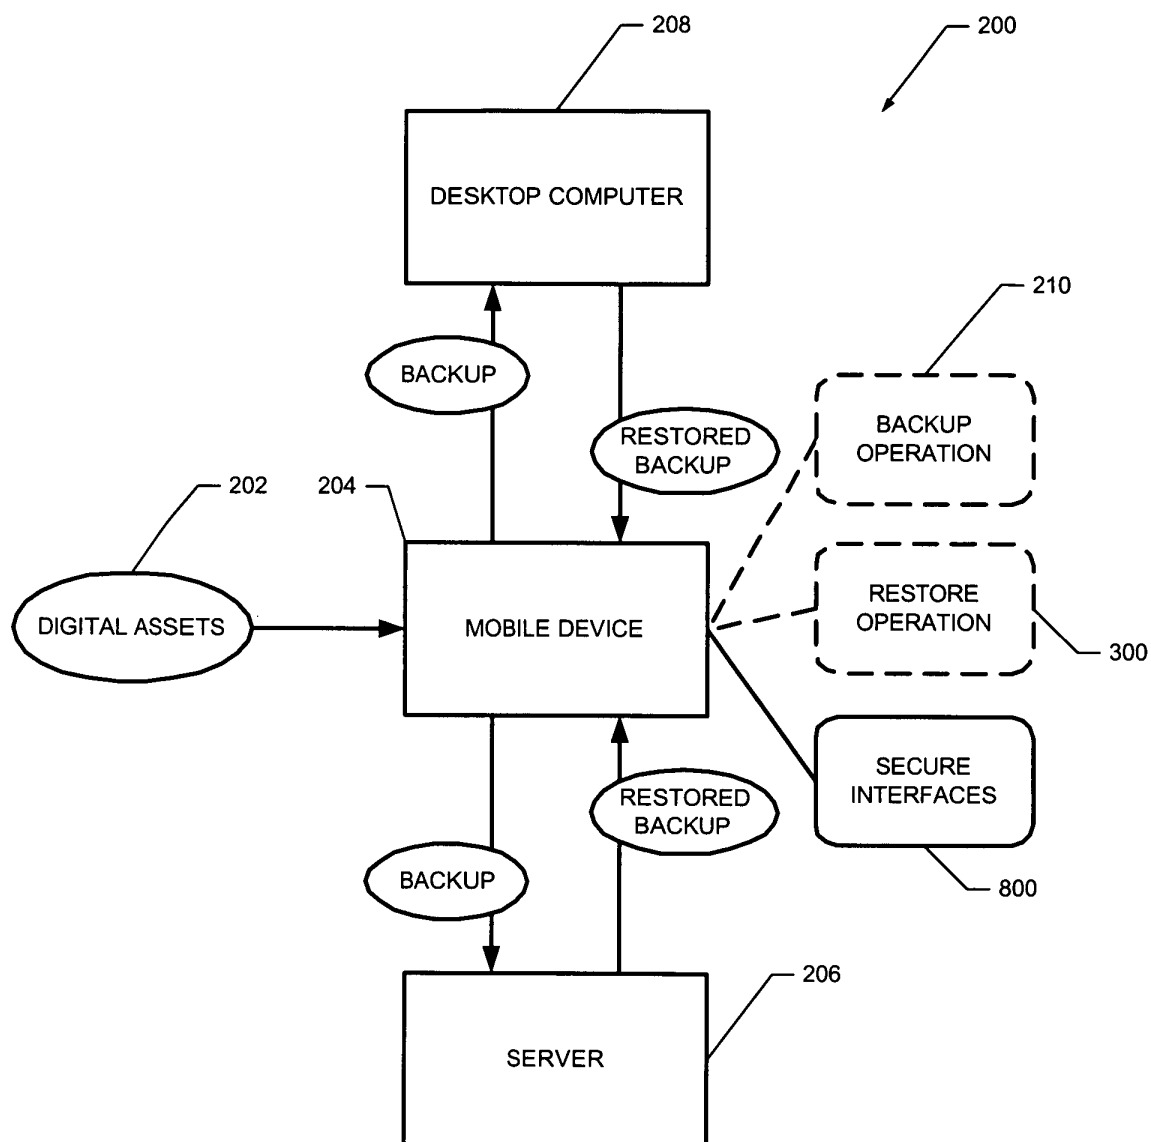 208
200
DESKTOP COMPUTER
210
BACKUP
BACKUP
OPERATION
RESTORED
BACKUP
202
204
RESTORE
OPERATION
DIGITAL ASSETS
MOBILE DEVICE
300
SECURE
INTERFACES
RESTORED
BACKUP
BACKUP
800
206
SERVER